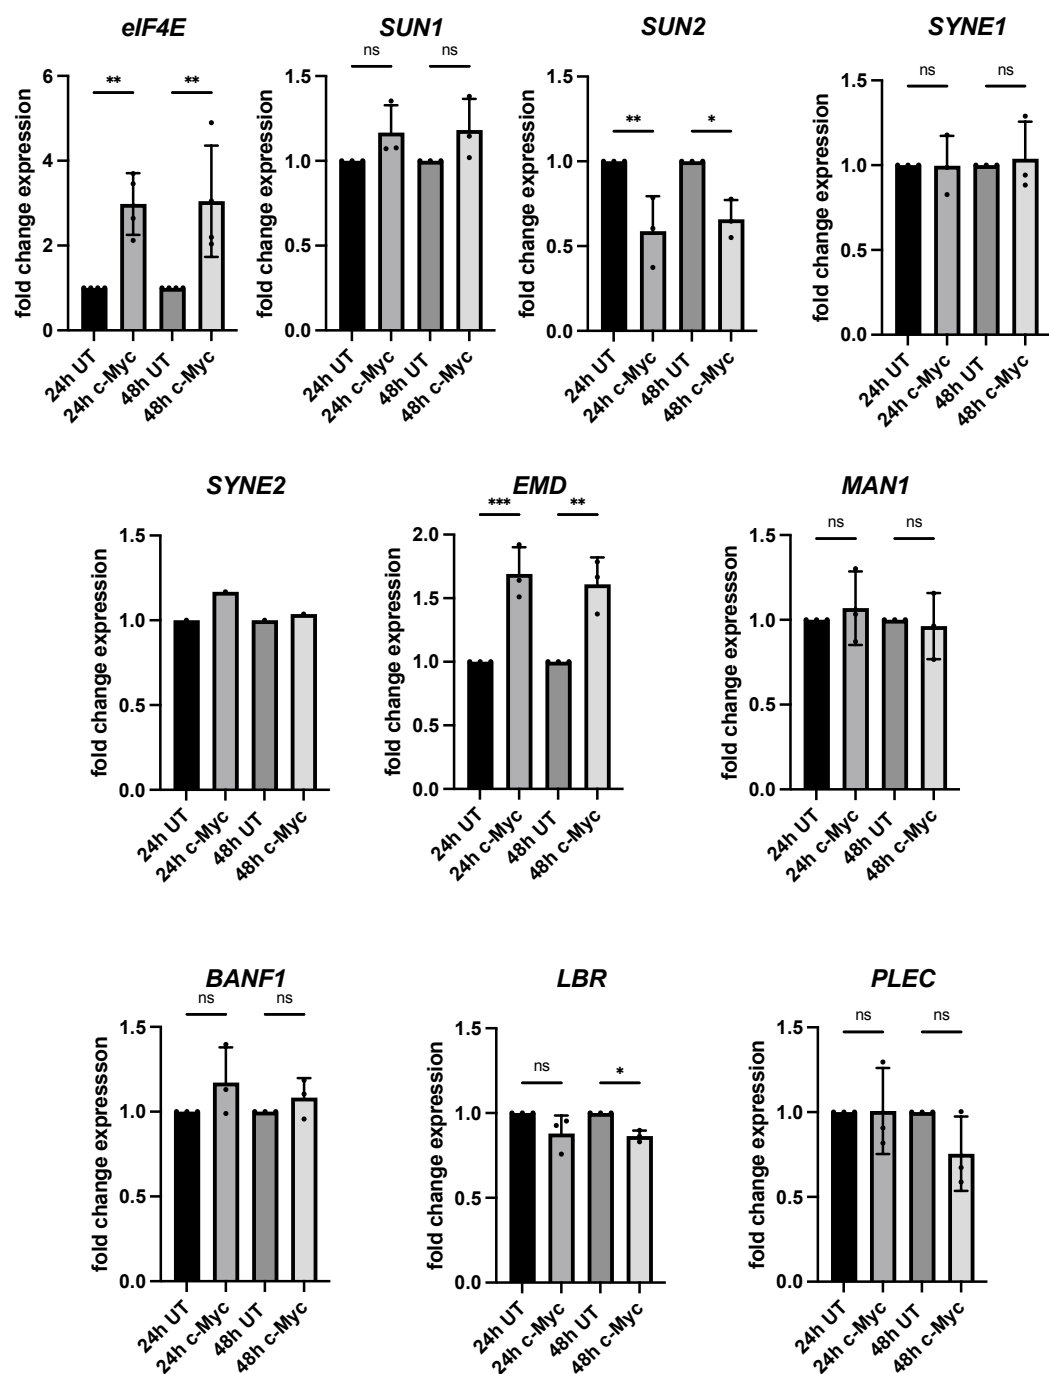 eIF4E
fold change expression
6
4
2
0
**
**
24h UT
24h c-Myc
48h UT
48h c-Myc
SUN1
fold change expression
1.5
1.0
0.5
0.0
ns
ns
24h UT
24h c-Myc
48h UT
48h c-Myc
SUN2
fold change expression
1.5
1.0
0.5
0.0
**
*
24h UT
24h c-Myc
48h UT
48h c-Myc
SYNE1
fold change expression
1.5
1.0
0.5
0.0
ns
ns
24h UT
24h c-Myc
48h UT
48h c-Myc
SYNE2
fold change expression
1.5
1.0
0.5
0.0
24h UT
24h c-Myc
48h UT
48h c-Myc
EMD
fold change expression
2.0
1.5
1.0
0.5
0.0
***
**
24h UT
24h c-Myc
48h UT
48h c-Myc
MAN1
fold change expressson
1.5
1.0
0.5
0.0
ns
ns
24h UT
24h c-Myc
48h UT
48h c-Myc
BANF1
fold change expresssson
1.5
1.0
0.5
0.0
ns
ns
24h UT
24h c-Myc
48h UT
48h c-Myc
LBR
fold change expression
1.5
1.0
0.5
0.0
ns
*
24h UT
24h c-Myc
48h UT
48h c-Myc
PLEC
fold change expression
1.5
1.0
0.5
0.0
ns
ns
24h UT
24h c-Myc
48h UT
48h c-Myc